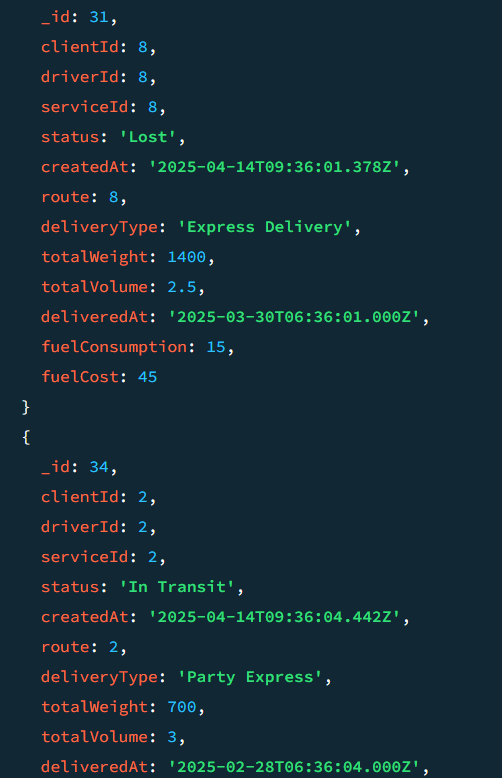 _id: 31,
clientId: 8,
driverId: 8,
serviceId: 8,
status: 'Lost',
createdAt: '2025-04-14T09:36:01.378Z',
route: 8,
deliveryType: 'Express Delivery',
totalWeight: 1400,
totalVolume: 2.5,
deliveredAt: '2025-03-30T06:36:01.000Z',
fuelConsumption: 15,
fuelCost: 45
}
{
_id: 34,
clientId: 2,
driverId: 2,
serviceId: 2,
status: 'In Transit',
createdAt: '2025-04-14T09:36:04.442Z',
route: 2,
deliveryType: 'Party Express',
totalWeight: 700,
totalVolume: 3,
deliveredAt: '2025-02-28T06:36:04.000Z',